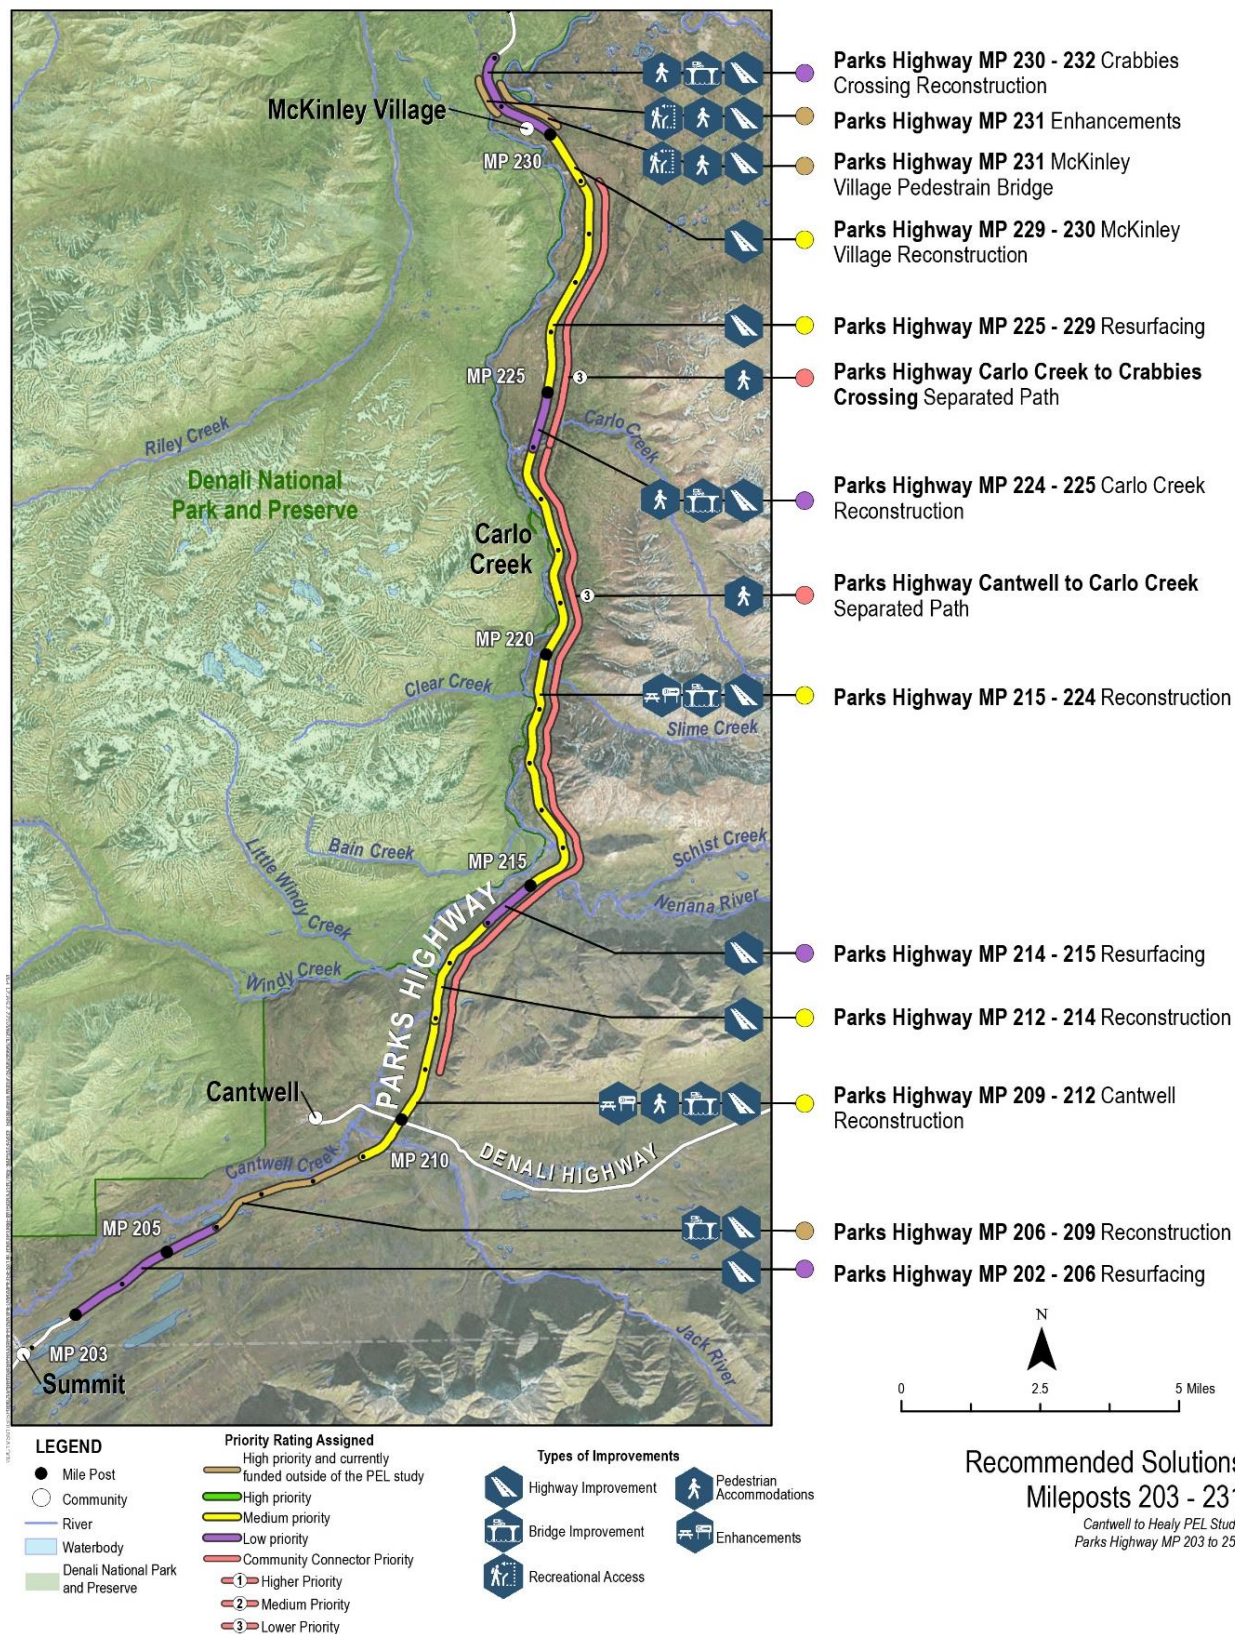 McKinley Village
MP 230
MP 225
Carlo Creek
Riley Creek
Denali National
Park and Preserve
Carlo
Creek
MP 220
Clear Creek
Slime Creek
Bain Creek
MP 215
Schist Creek
Nenana River
Little Windy Creek
Windy Creek
PARKS HIGHWAY
Cantwell
DENALI HIGHWAY
MP 210
Cantwell Creek
MP 205
MP 203
Summit
Jack River
3
3
Parks Highway MP 230 - 232 Crabbies
Crossing Reconstruction
Parks Highway MP 231 Enhancements
Parks Highway MP 231 McKinley
Village Pedestrain Bridge
Parks Highway MP 229 - 230 McKinley
Village Reconstruction
Parks Highway MP 225 - 229 Resurfacing
Parks Highway Carlo Creek to Crabbies
Crossing Separated Path
Parks Highway MP 224 - 225 Carlo Creek
Reconstruction
Parks Highway Cantwell to Carlo Creek
Separated Path
Parks Highway MP 215 - 224 Reconstruction
Parks Highway MP 214 - 215 Resurfacing
Parks Highway MP 212 - 214 Reconstruction
Parks Highway MP 209 - 212 Cantwell
Reconstruction
Parks Highway MP 206 - 209 Reconstruction
Parks Highway MP 202 - 206 Resurfacing
N
0 2.5 5 Miles
LEGEND
Mile Post
Community
River
Waterbody
Denali National Park
and Preserve
Priority Rating Assigned
High priority and currently
funded outside of the PEL study
High priority
Medium priority
Low priority
Community Connector Priority
1 Higher Priority
2 Medium Priority
3 Lower Priority
Types of Improvements
Highway Improvement
Bridge Improvement
Recreational Access
Pedestrian
Accommodations
Enhancements
Recommended Solutions
Mileposts 203 - 231
Cantwell to Healy PEL Stud
Parks Highway MP 203 to 25